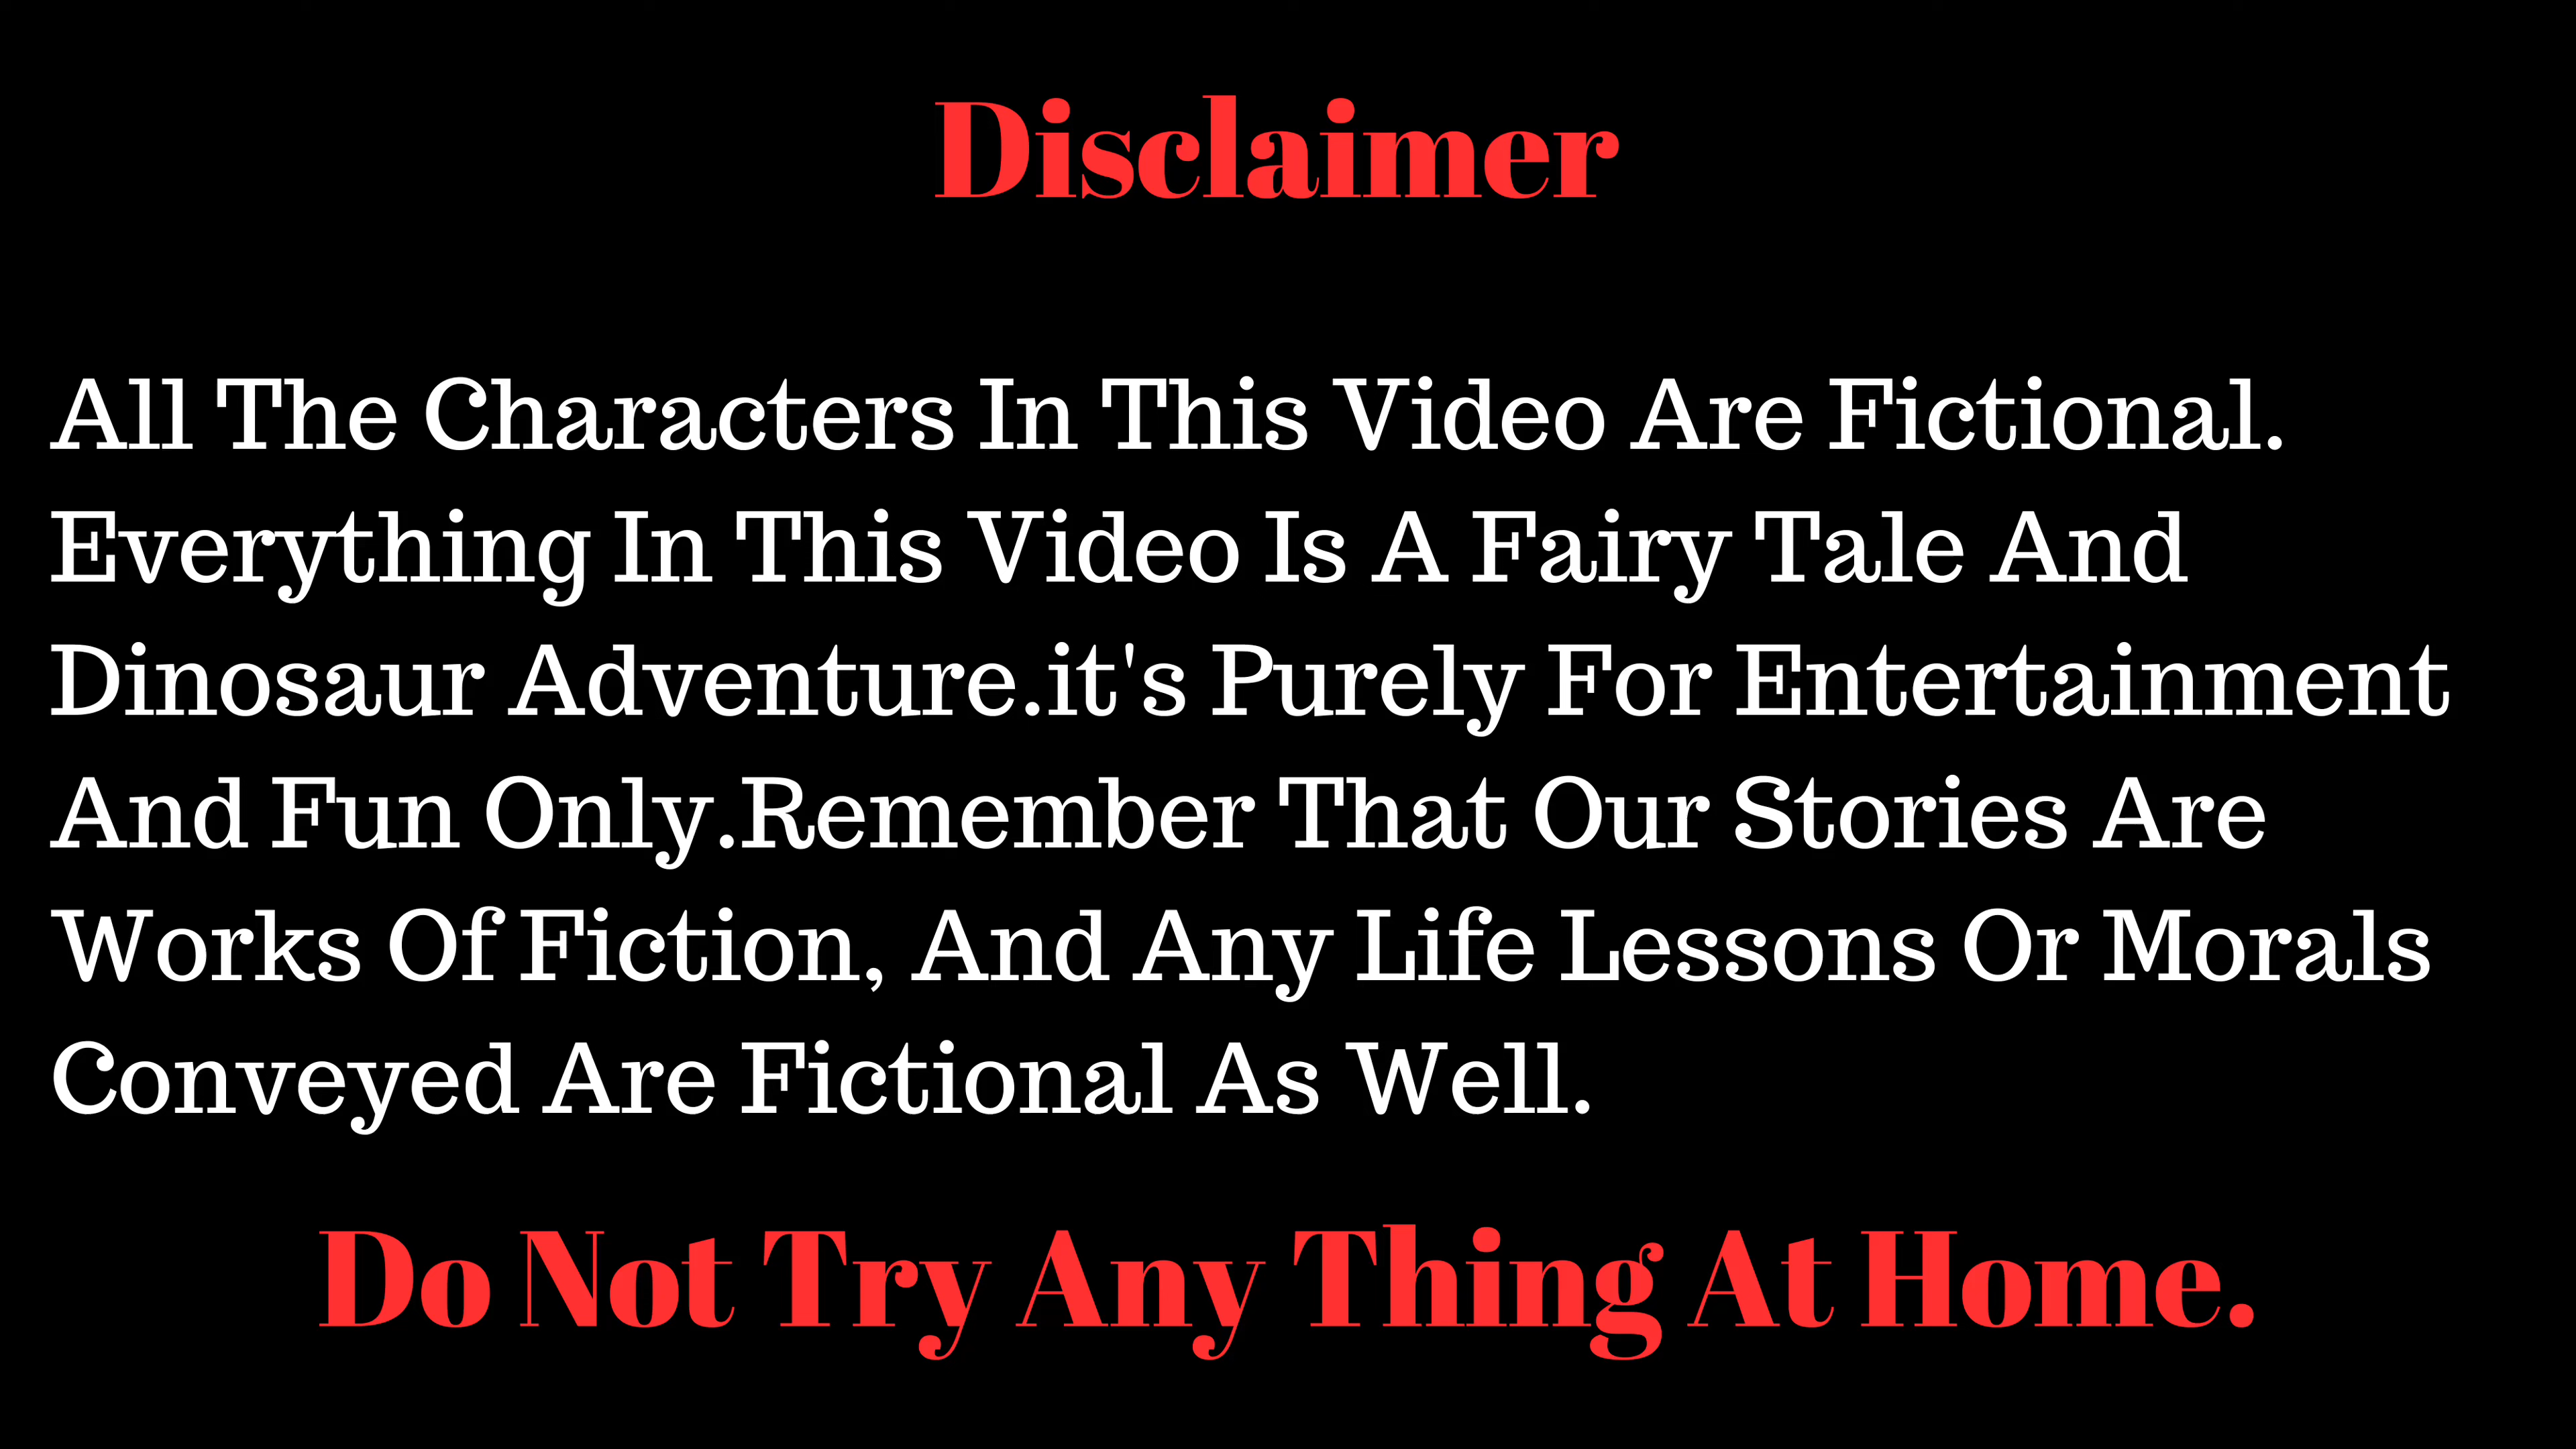 Disclaimer
All The Characters In This Video Are Fictional.
Everything In This Video Is A Fairy Tale And
Dinosaur Adventure.it's Purely For Entertainment
And Fun Only.Remember That Our Stories Are
Works Of Fiction, And Any Life Lessons Or Morals
Conveyed Are Fictional As Well.
Do Not Try Any Thing At Home.